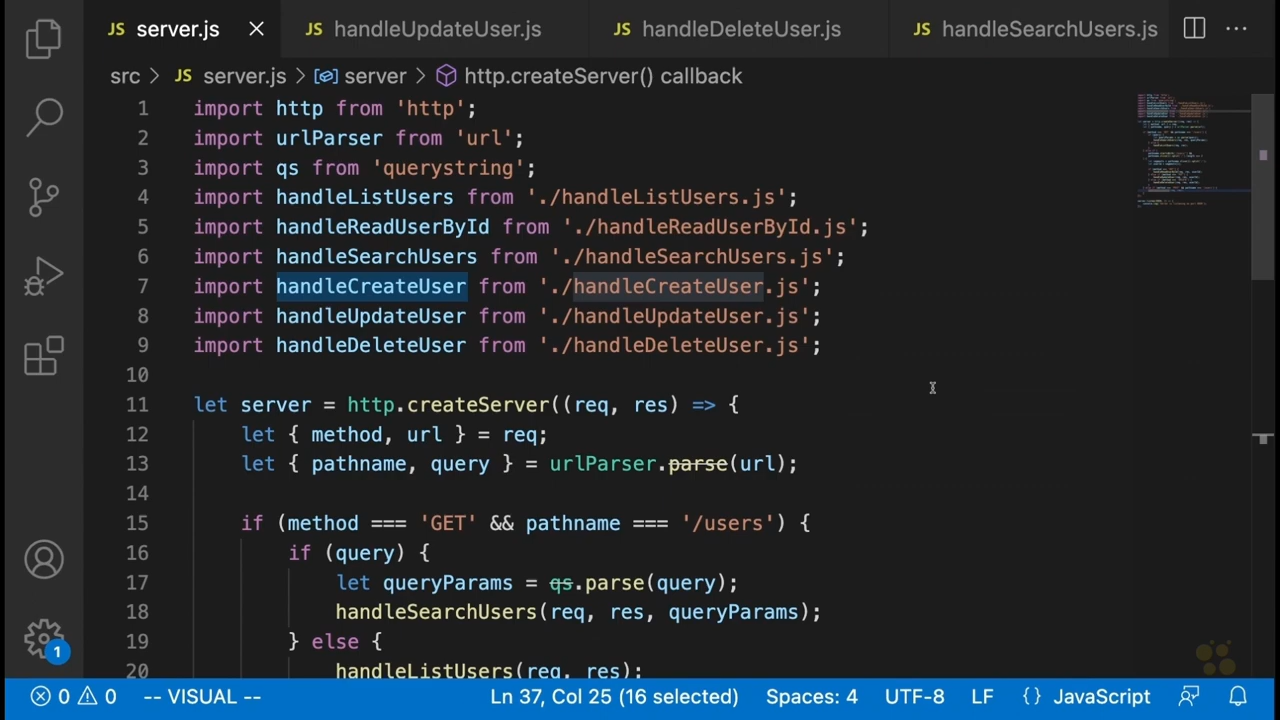 server.js handleUpdateUser.js handleDeleteUser.js handleSearchUsers.js
src > server.js > server > http.createServer() callback
1 import http from 'http';
2 import urlParser from 'url';
3 import qs from 'querystring';
4 import handleListUsers from './handleListUsers.js';
5 import handleReadUserById from './handleReadUserById.js';
6 import handleSearchUsers from './handleSearchUsers.js';
7 import handleCreateUser from './handleCreateUser.js';
8 import handleUpdateUser from './handleUpdateUser.js';
9 import handleDeleteUser from './handleDeleteUser.js';
10
11 let server = http.createServer((req, res) => {
12 let { method, url } = req;
13 let { pathname, query } = urlParser.parse(url);
14
15 if (method === 'GET' && pathname === '/users') {
16 if (query) {
17 let queryParams = qs.parse(query);
18 handleSearchUsers(req, res, queryParams);
19 } else {
20 handleListUsers(req, res);
1
0 0 -- VISUAL -- Ln 37, Col 25 (16 selected) Spaces: 4 UTF-8 LF {} JavaScript